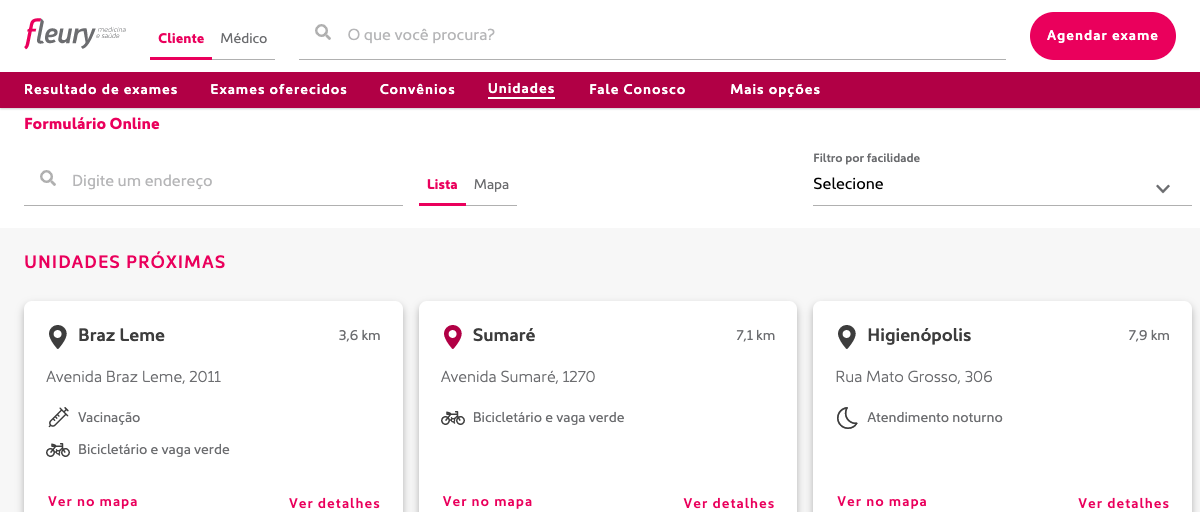 fleury medicina e saúde
Cliente Médico O que você procura? Agendar exame
Resultado de exames Exames oferecidos Convênios Unidades Fale Conosco Mais opções
Formulário Online
Filtro por facilidade
Digite um endereço Lista Mapa Selecione
UNIDADES PRÓXIMAS
Braz Leme 3,6 km
Avenida Braz Leme, 2011
Vacinação
Bicicletário e vaga verde
Ver no mapa Ver detalhes
Sumaré 7,1 km
Avenida Sumaré, 1270
Bicicletário e vaga verde
Ver no mapa Ver detalhes
Higienópolis 7,9 km
Rua Mato Grosso, 306
Atendimento noturno
Ver no mapa Ver detalhes